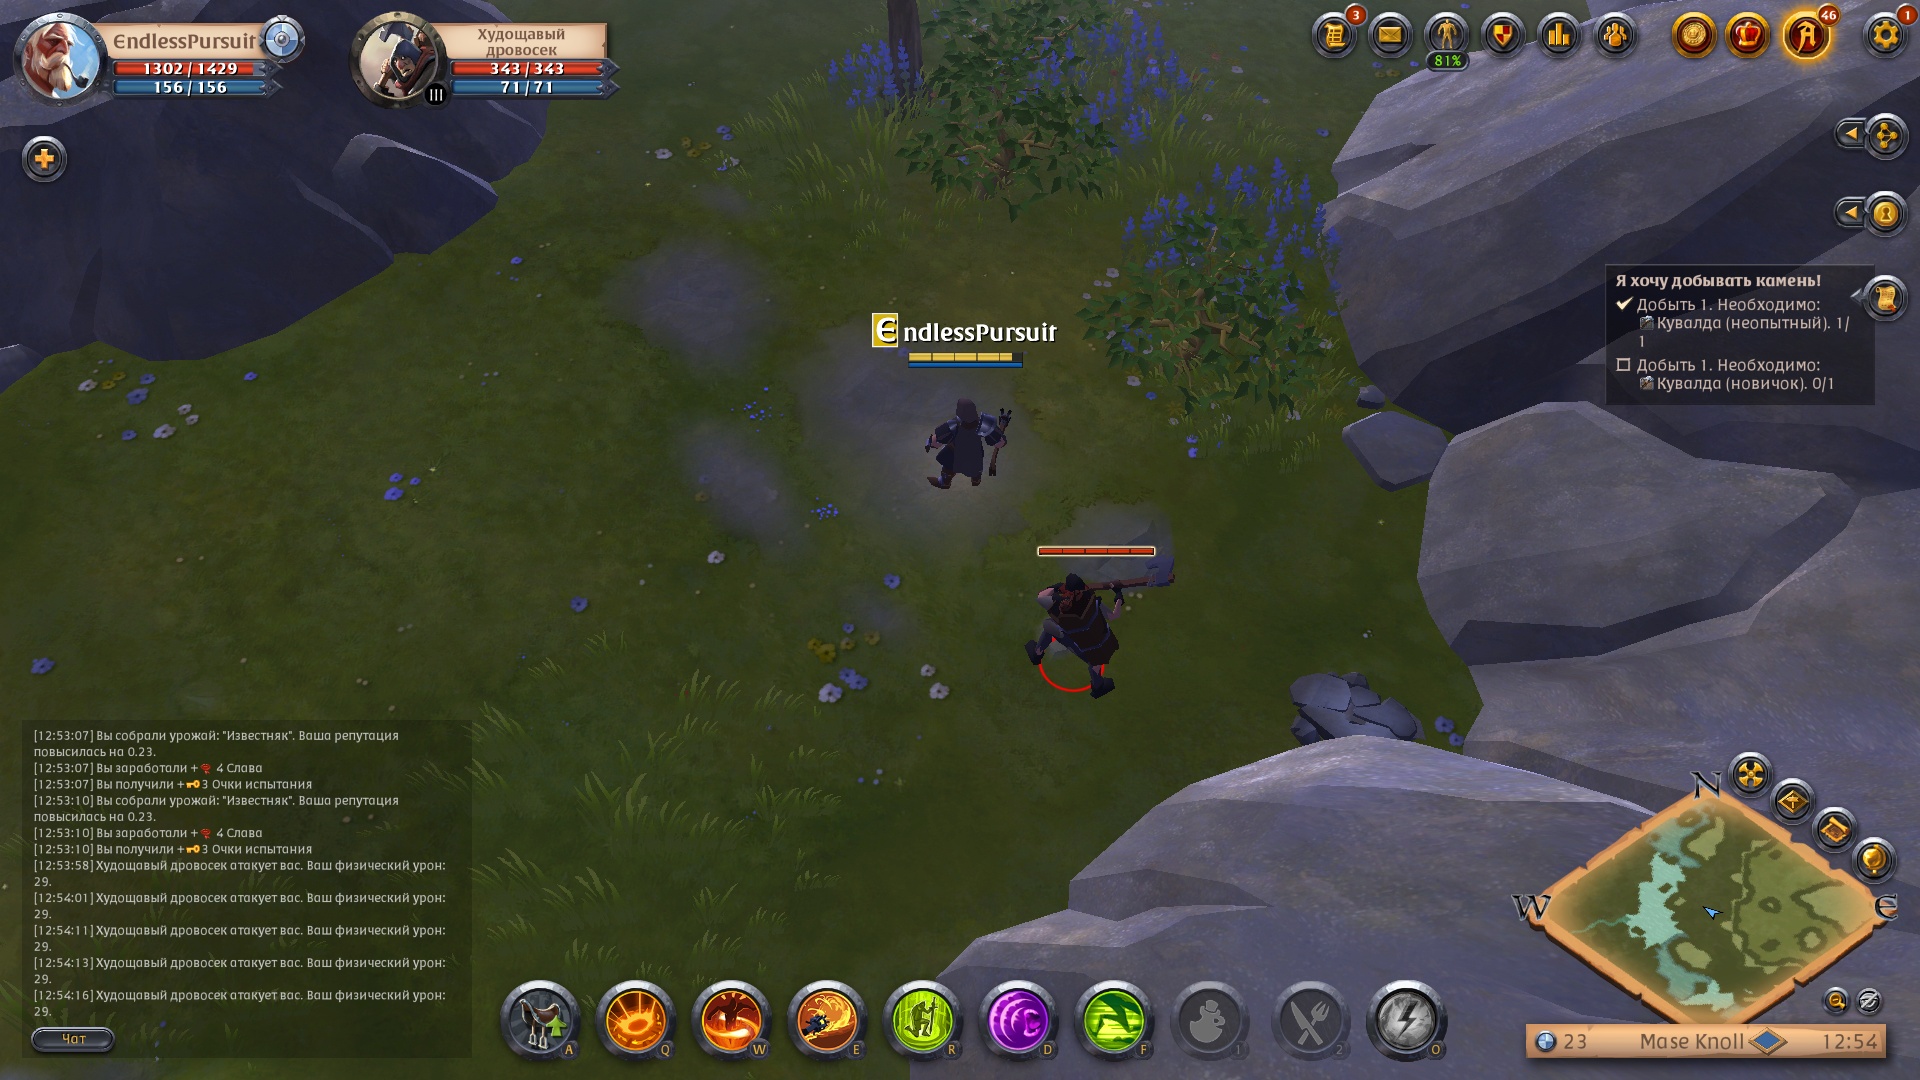 EndlessPursuit
1302 / 1429
156 / 156
Худощавый
дровосек
343 / 343
71 / 71
III
3
81%
46
1
Я хочу добывать камень!
Добыть 1. Необходимо:
Кувалда (неопытный). 1/
1
Добыть 1. Необходимо:
Кувалда (новичок). 0/1
EndlessPursuit
[12:53:07] Вы собрали урожай: "Известняк". Ваша репутация
повысилась на 0.23.
[12:53:07] Вы заработали + 4 Слава
[12:53:07] Вы получили + 3 Очки испытания
[12:53:10] Вы собрали урожай: "Известняк". Ваша репутация
повысилась на 0.23.
[12:53:10] Вы заработали + 4 Слава
[12:53:10] Вы получили + 3 Очки испытания
[12:53:58] Худощавый дровосек атакует вас. Ваш физический урон:
29.
[12:54:01] Худощавый дровосек атакует вас. Ваш физический урон:
29.
[12:54:11] Худощавый дровосек атакует вас. Ваш физический урон:
29.
[12:54:13] Худощавый дровосек атакует вас. Ваш физический урон:
29.
[12:54:16] Худощавый дровосек атакует вас. Ваш физический урон:
29.
Чат
A
Q
W
E
R
D
F
1
2
O
N
W
E
23 Mase Knoll 12:54